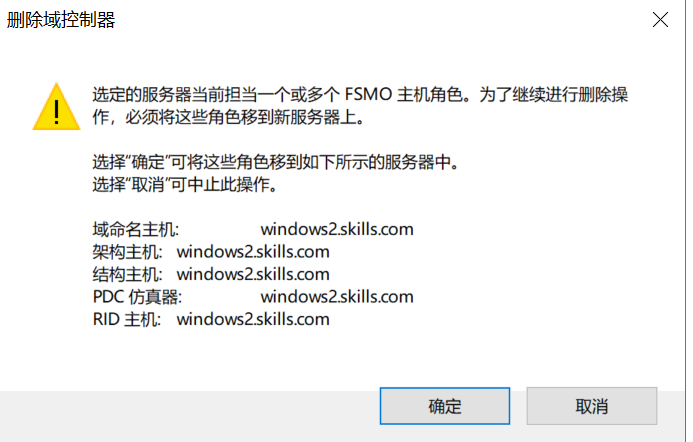 删除域控制器
选定的服务器当前担当一个或多个 FSMO 主机角色。为了继续进行删除操
作，必须将这些角色移到新服务器上。
选择"确定"可将这些角色移到如下所示的服务器中。
选择"取消"可中止此操作。
域命名主机: windows2.skills.com
架构主机: windows2.skills.com
结构主机: windows2.skills.com
PDC 仿真器: windows2.skills.com
RID 主机: windows2.skills.com
确定 取消